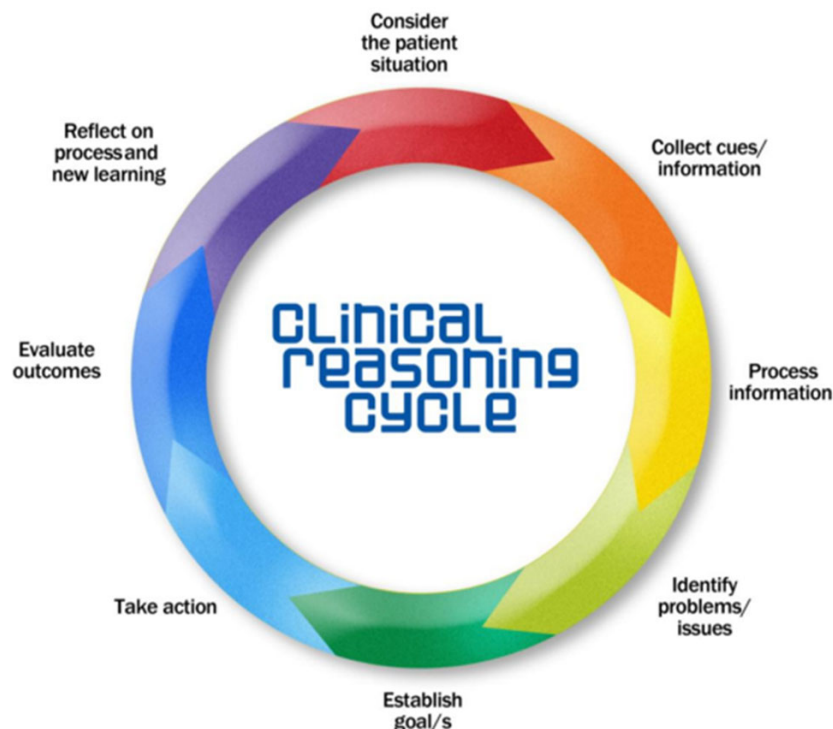 Consider
the patient
situation
Collect cues/
information
Process
information
Identify
problems/
issues
Establish
goal/s
Take action
Evaluate
outcomes
Reflect on
process and
new learning
CLiniCaL
reasoning
CYCLE